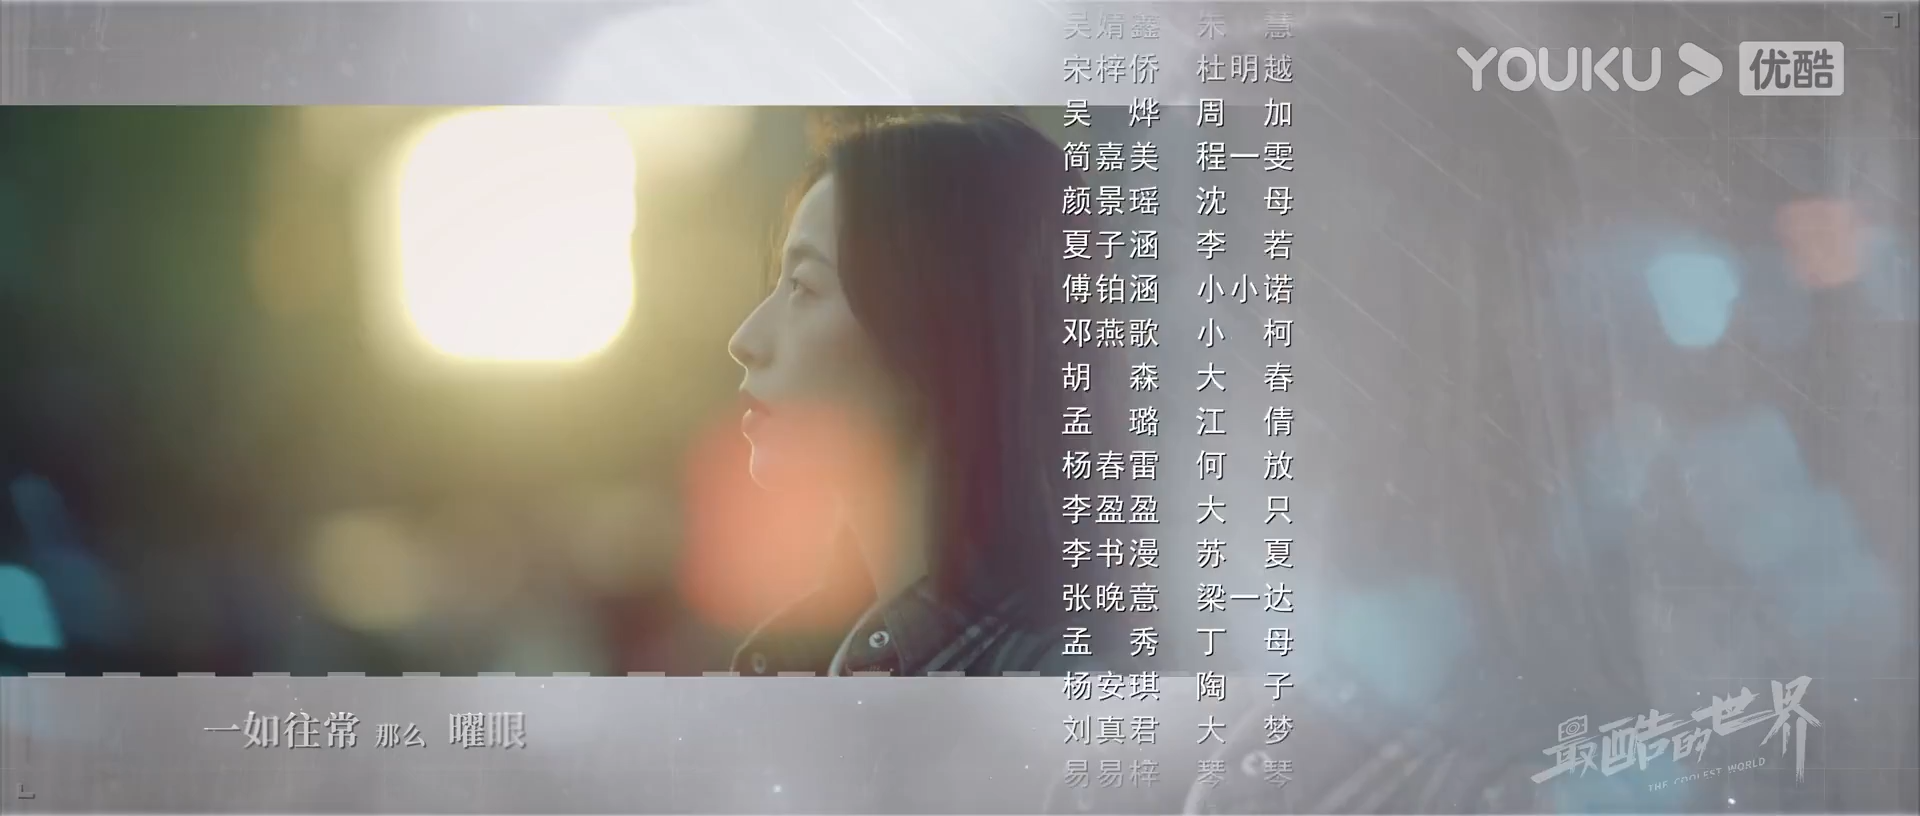 吴婧鑫 朱慧
宋梓侨 杜明越
吴烨 周加
简嘉美 程一雯
颜景瑶 沈母
夏子涵 李若
傅铂涵 小小诺
邓燕歌 小柯
胡森 大春
孟璐 江倩
杨春雷 何放
李盈盈 大只
李书漫 苏夏
张晚意 梁一达
孟秀 丁母
杨安琪 陶子
刘真君 大梦
易易梓 琴琴
YOUKU 优酷
一如往常 那么 曜眼
最酷的世界
THE COOLEST WORLD